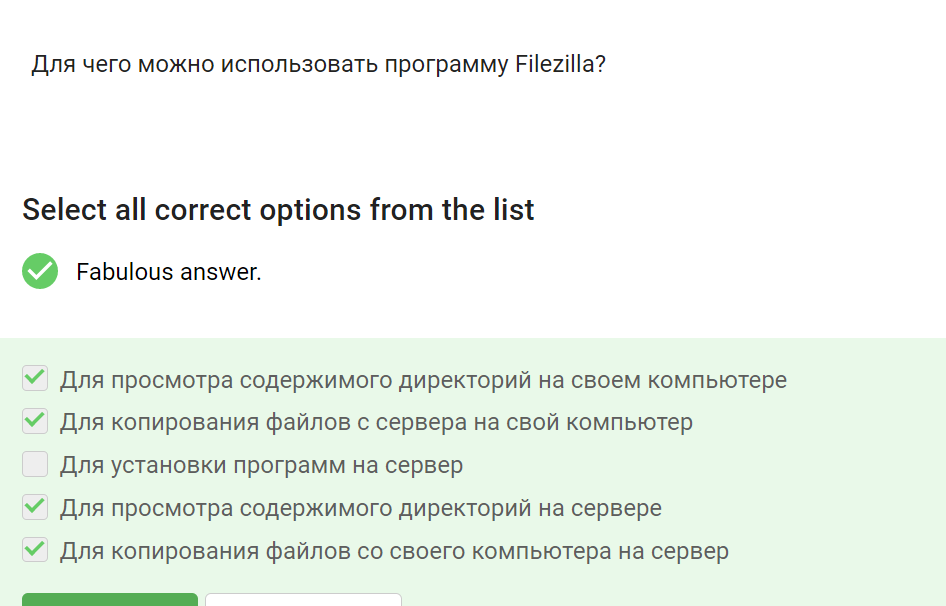 Для чего можно использовать программу Filezilla?
Select all correct options from the list
Fabulous answer.
Для просмотра содержимого директорий на своем компьютере
Для копирования файлов с сервера на свой компьютер
Для установки программ на сервер
Для просмотра содержимого директорий на сервере
Для копирования файлов со своего компьютера на сервер